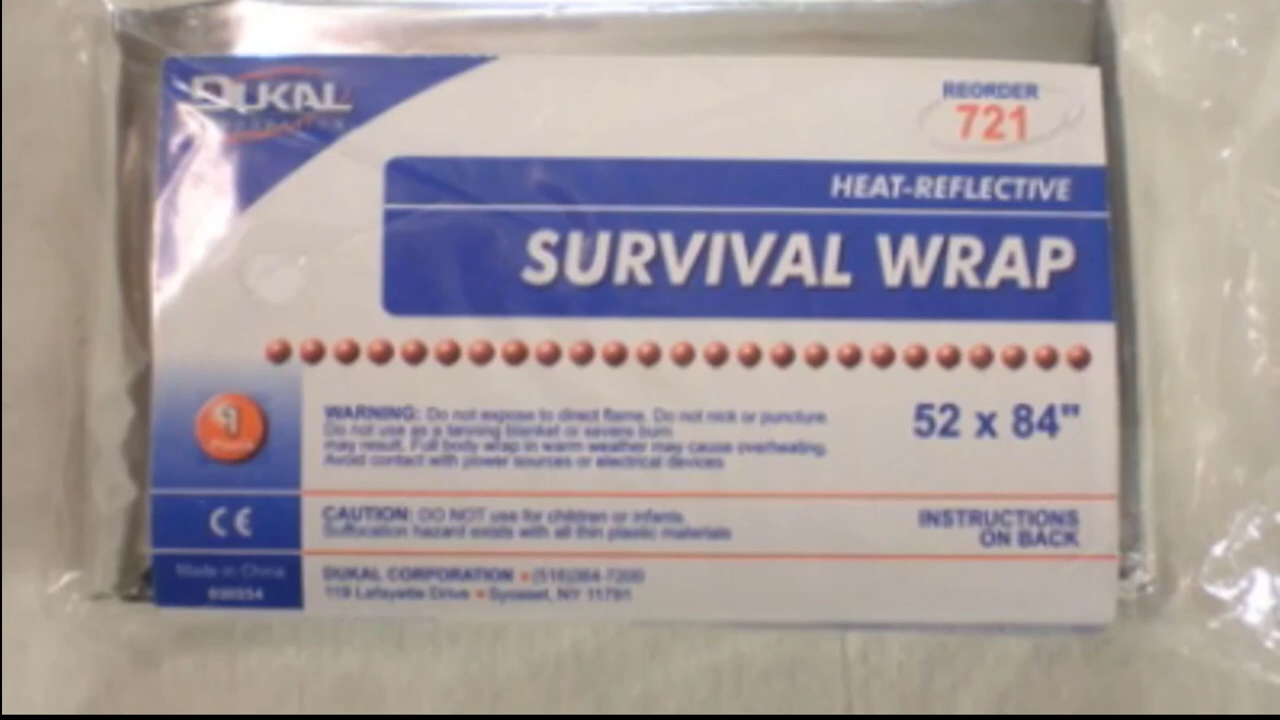 DUKAL
REORDER
721
HEAT-REFLECTIVE
SURVIVAL WRAP
1
WARNING: Do not expose to direct flame. Do not nick or puncture.
Do not use as a tanning blanket or severe burn
may result. Full body wrap in warm weather may cause overheating.
Avoid contact with power sources or electrical devices
52 x 84"
CE
CAUTION: DO NOT use for children or infants.
Suffocation hazard exists with all thin plastic materials
INSTRUCTIONS
ON BACK
Made in China
DUKAL CORPORATION • (516)364-7200
119 Lafayette Drive • Syosset, NY 11791